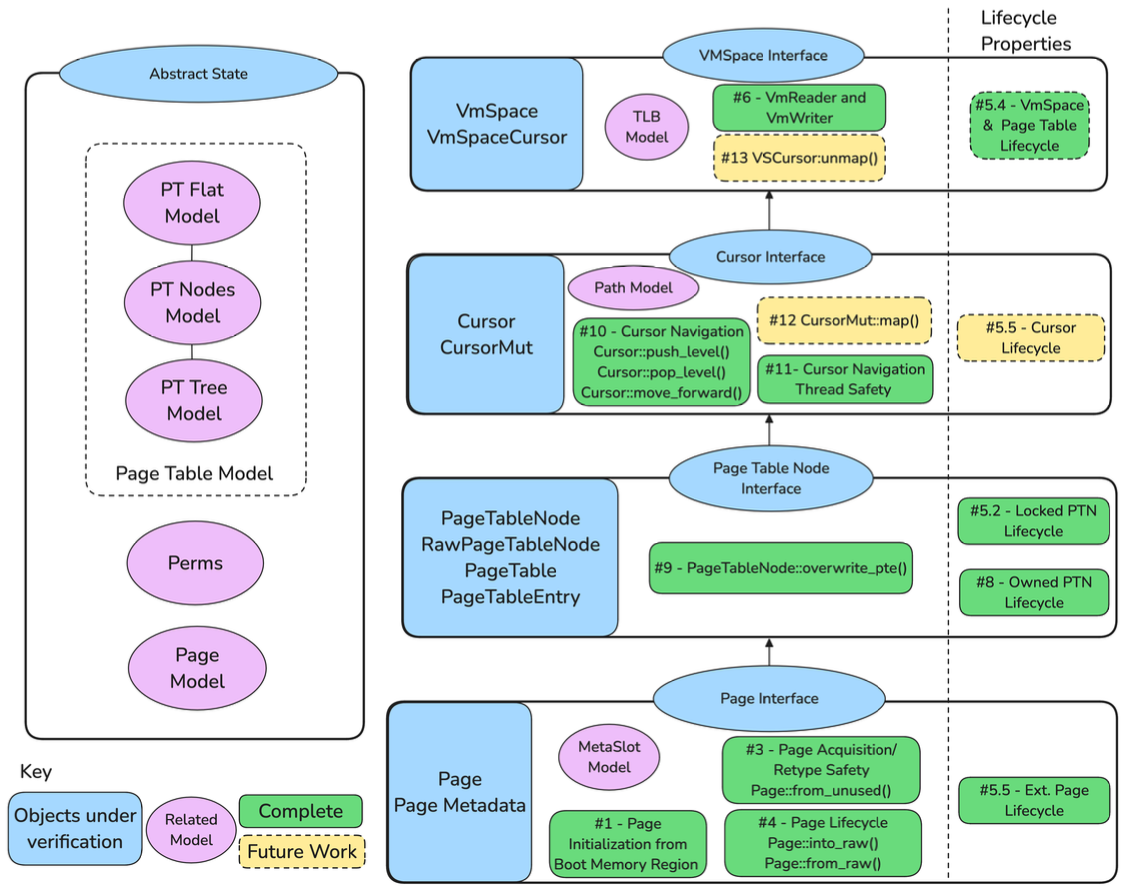 Abstract State
PT Flat
Model
PT Nodes
Model
PT Tree
Model
Page Table Model
Perms
Page
Model
Key
Objects under
verification
Related
Model
Complete
Future Work
Lifecycle
Properties
VMSpace Interface
VmSpace
VmSpaceCursor
TLB
Model
#6 - VmReader and
VmWriter
#13 VSCursor:unmap()
#5.4 - VmSpace
& Page Table
Lifecycle
Cursor Interface
Cursor
CursorMut
Path Model
#10 - Cursor Navigation
Cursor::push_level()
Cursor::pop_level()
Cursor::move_forward()
#12 CursorMut::map()
#11- Cursor Navigation
Thread Safety
#5.5 - Cursor
Lifecycle
Page Table Node
Interface
PageTableNode
RawPageTableNode
PageTable
PageTableEntry
#9 - PageTableNode::overwrite_pte()
#5.2 - Locked PTN
Lifecycle
#8 - Owned PTN
Lifecycle
Page Interface
Page
Page Metadata
MetaSlot
Model
#1 - Page
Initialization from
Boot Memory Region
#3 - Page Acquisition/
Retype Safety
Page::from_unused()
#4 - Page Lifecycle
Page::into_raw()
Page::from_raw()
#5.5 - Ext. Page
Lifecycle